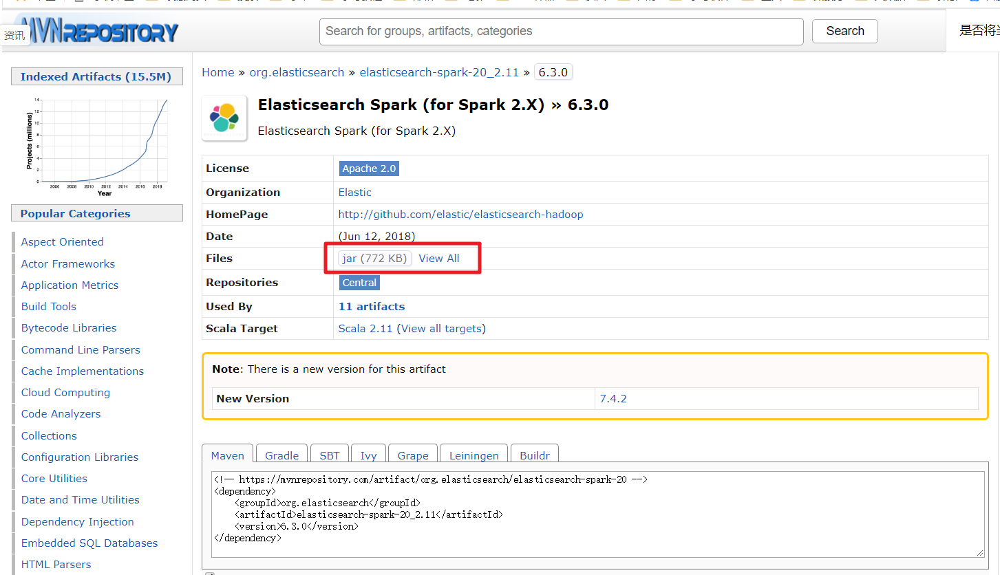 资讯
MVNREPOSITORY
Search for groups, artifacts, categories
Search
是否将
Indexed Artifacts (15.5M)
Projects (millions)
14
12
10
8
6
4
2
0
2006 2008 2010 2012 2014 2016 2018
Year
Popular Categories
Aspect Oriented
Actor Frameworks
Application Metrics
Build Tools
Bytecode Libraries
Command Line Parsers
Cache Implementations
Cloud Computing
Code Analyzers
Collections
Configuration Libraries
Core Utilities
Date and Time Utilities
Dependency Injection
Embedded SQL Databases
HTML Parsers
Home » org.elasticsearch » elasticsearch-spark-20_2.11 » 6.3.0
Elasticsearch Spark (for Spark 2.X) » 6.3.0
Elasticsearch Spark (for Spark 2.X)
License Apache 2.0
Organization Elastic
HomePage http://github.com/elastic/elasticsearch-hadoop
Date (Jun 12, 2018)
Files jar (772 KB) View All
Repositories Central
Used By 11 artifacts
Scala Target Scala 2.11 (View all targets)
Note: There is a new version for this artifact
New Version 7.4.2
Maven Gradle SBT Ivy Grape Leiningen Buildr
<!-- https://mvnrepository.com/artifact/org.elasticsearch/elasticsearch-spark-20 -->
<dependency>
    <groupId>org.elasticsearch</groupId>
    <artifactId>elasticsearch-spark-20_2.11</artifactId>
    <version>6.3.0</version>
</dependency>